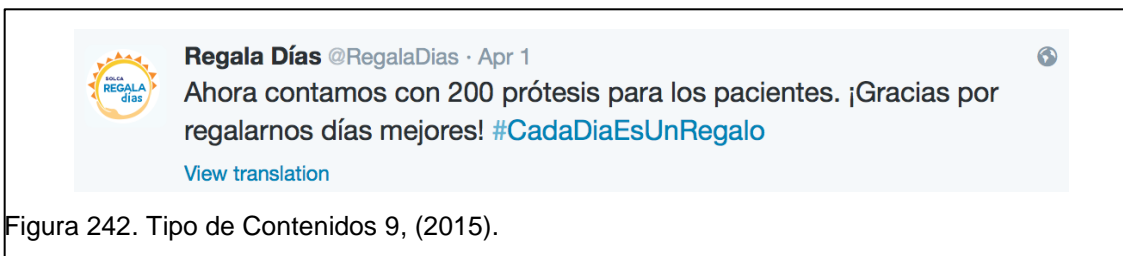 Regala Días @RegalaDias · Apr 1
SOLCA
REGALA
días
Ahora contamos con 200 prótesis para los pacientes. ¡Gracias por
regalarnos días mejores! #CadaDiaEsUnRegalo
View translation
Figura 242. Tipo de Contenidos 9, (2015).